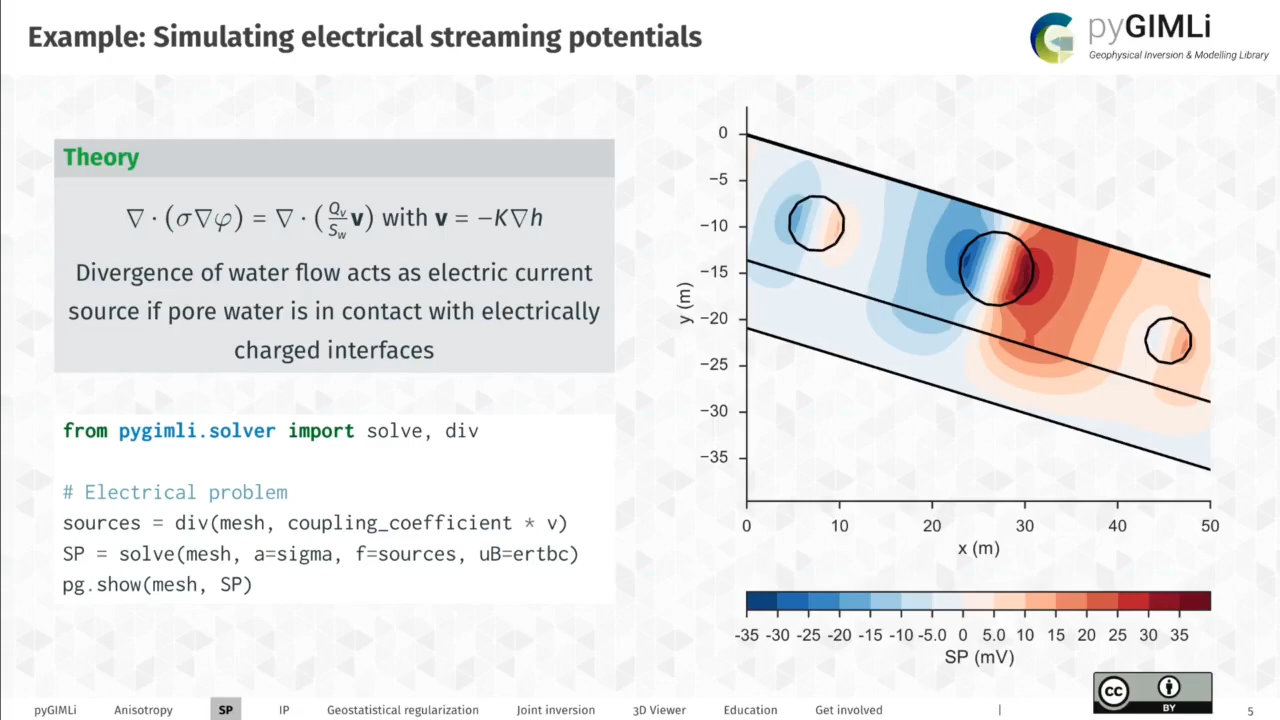 Example: Simulating electrical streaming potentials
pyGIMLi
Geophysical Inversion & Modelling Library
Theory
∇ · (σ∇φ) = ∇ · (Qv/Sw v) with v = −K∇h
Divergence of water flow acts as electric current
source if pore water is in contact with electrically
charged interfaces
from pygimli.solver import solve, div
# Electrical problem
sources = div(mesh, coupling_coefficient * v)
SP = solve(mesh, a=sigma, f=sources, uB=ertbc)
pg.show(mesh, SP)
0
−5
−10
−15
−20
−25
−30
−35
y (m)
0 10 20 30 40 50
x (m)
-35 -30 -25 -20 -15 -10 -5.0 0 5.0 10 15 20 25 30 35
SP (mV)
cc BY
pyGIMLi Anisotropy SP IP Geostatistical regularization Joint inversion 3D Viewer Education Get involved | 5